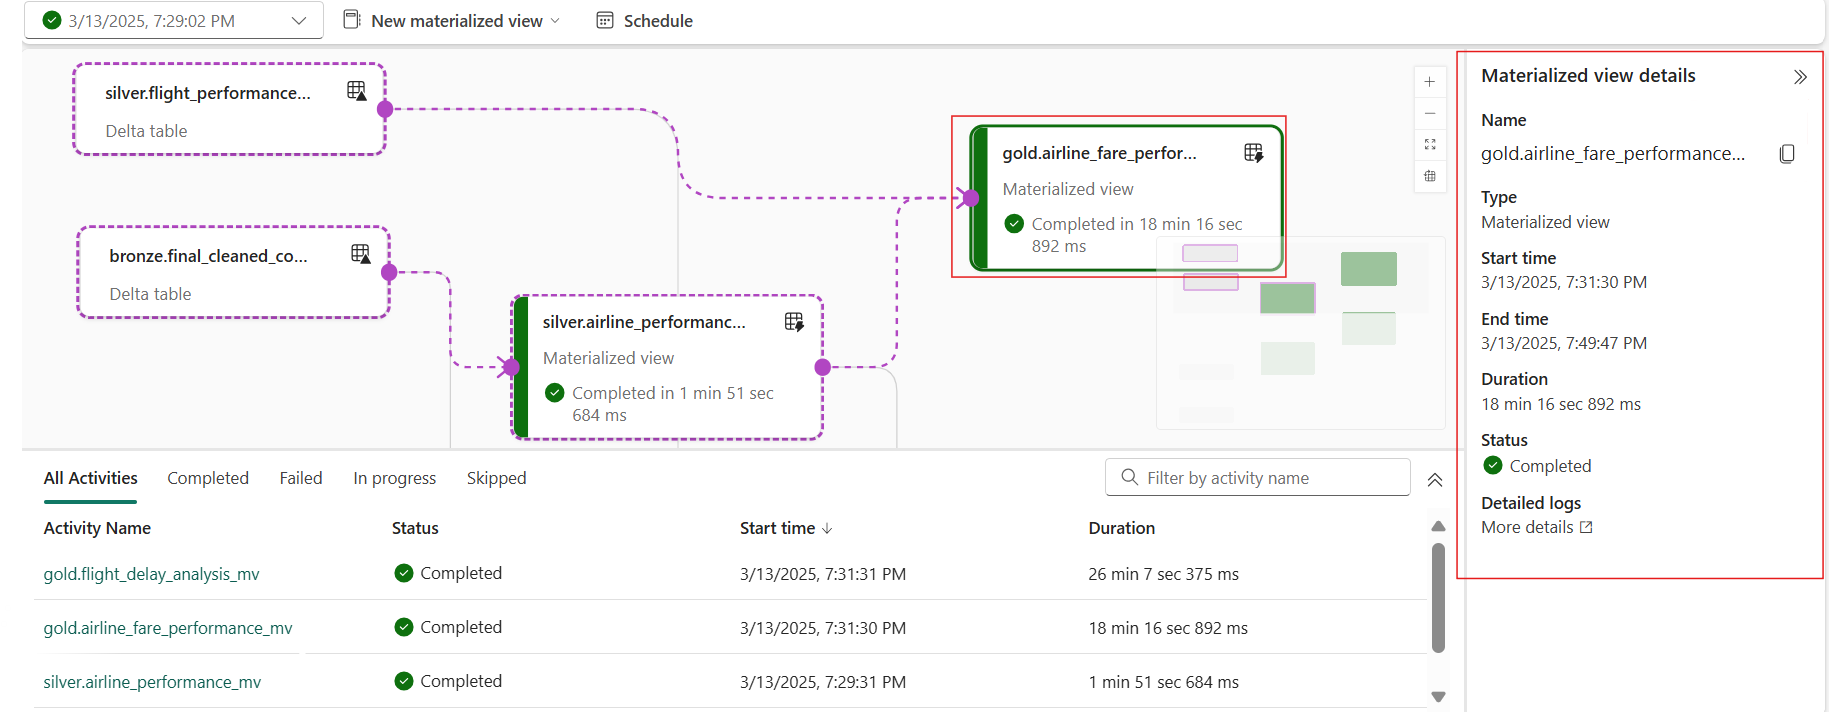 3/13/2025, 7:29:02 PM
New materialized view
Schedule
silver.flight_performance...
Delta table
bronze.final_cleaned_co...
Delta table
silver.airline_performanc...
Materialized view
Completed in 1 min 51 sec
684 ms
gold.airline_fare_perfor...
Materialized view
Completed in 18 min 16 sec
892 ms
Materialized view details
Name
gold.airline_fare_performance...
Type
Materialized view
Start time
3/13/2025, 7:31:30 PM
End time
3/13/2025, 7:49:47 PM
Duration
18 min 16 sec 892 ms
Status
Completed
Detailed logs
More details
All Activities
Completed
Failed
In progress
Skipped
Filter by activity name
Activity Name
Status
Start time
Duration
gold.flight_delay_analysis_mv
Completed
3/13/2025, 7:31:31 PM
26 min 7 sec 375 ms
gold.airline_fare_performance_mv
Completed
3/13/2025, 7:31:30 PM
18 min 16 sec 892 ms
silver.airline_performance_mv
Completed
3/13/2025, 7:29:31 PM
1 min 51 sec 684 ms